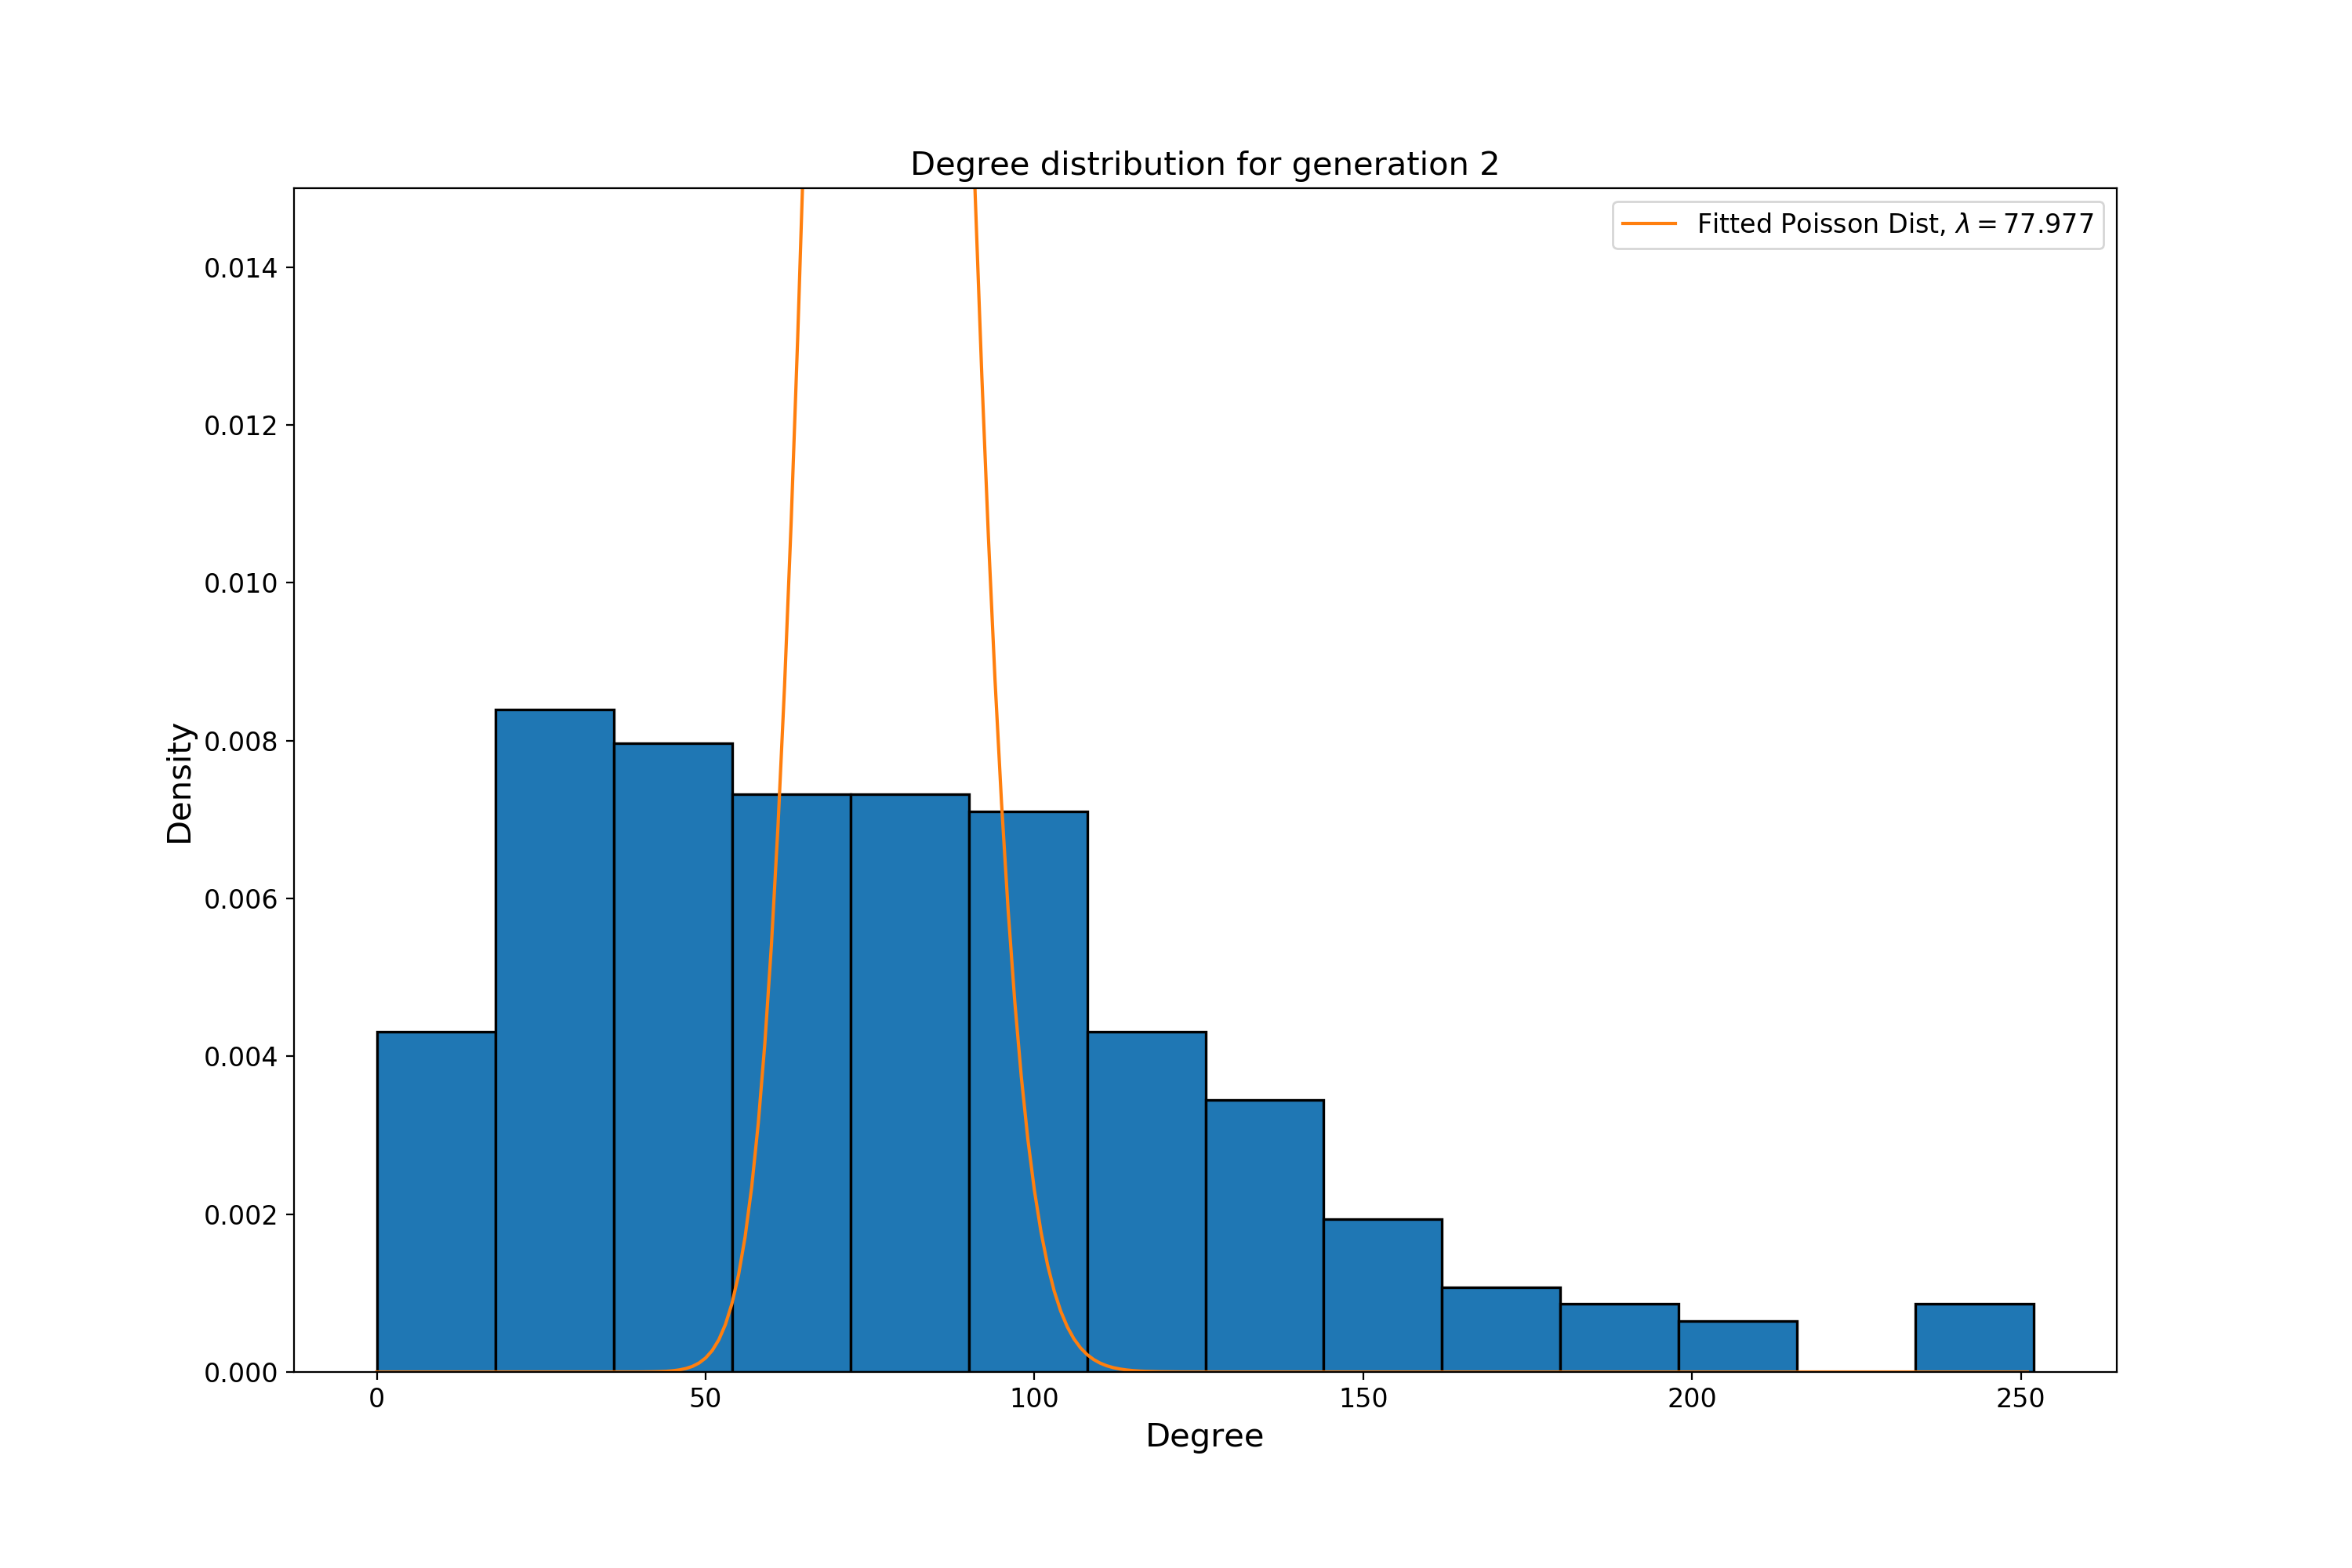 Degree distribution for generation 2
Fitted Poisson Dist, λ = 77.977
0.014
0.012
0.010
0.008
0.006
0.004
0.002
0.000
Density
0 50 100 150 200 250
Degree